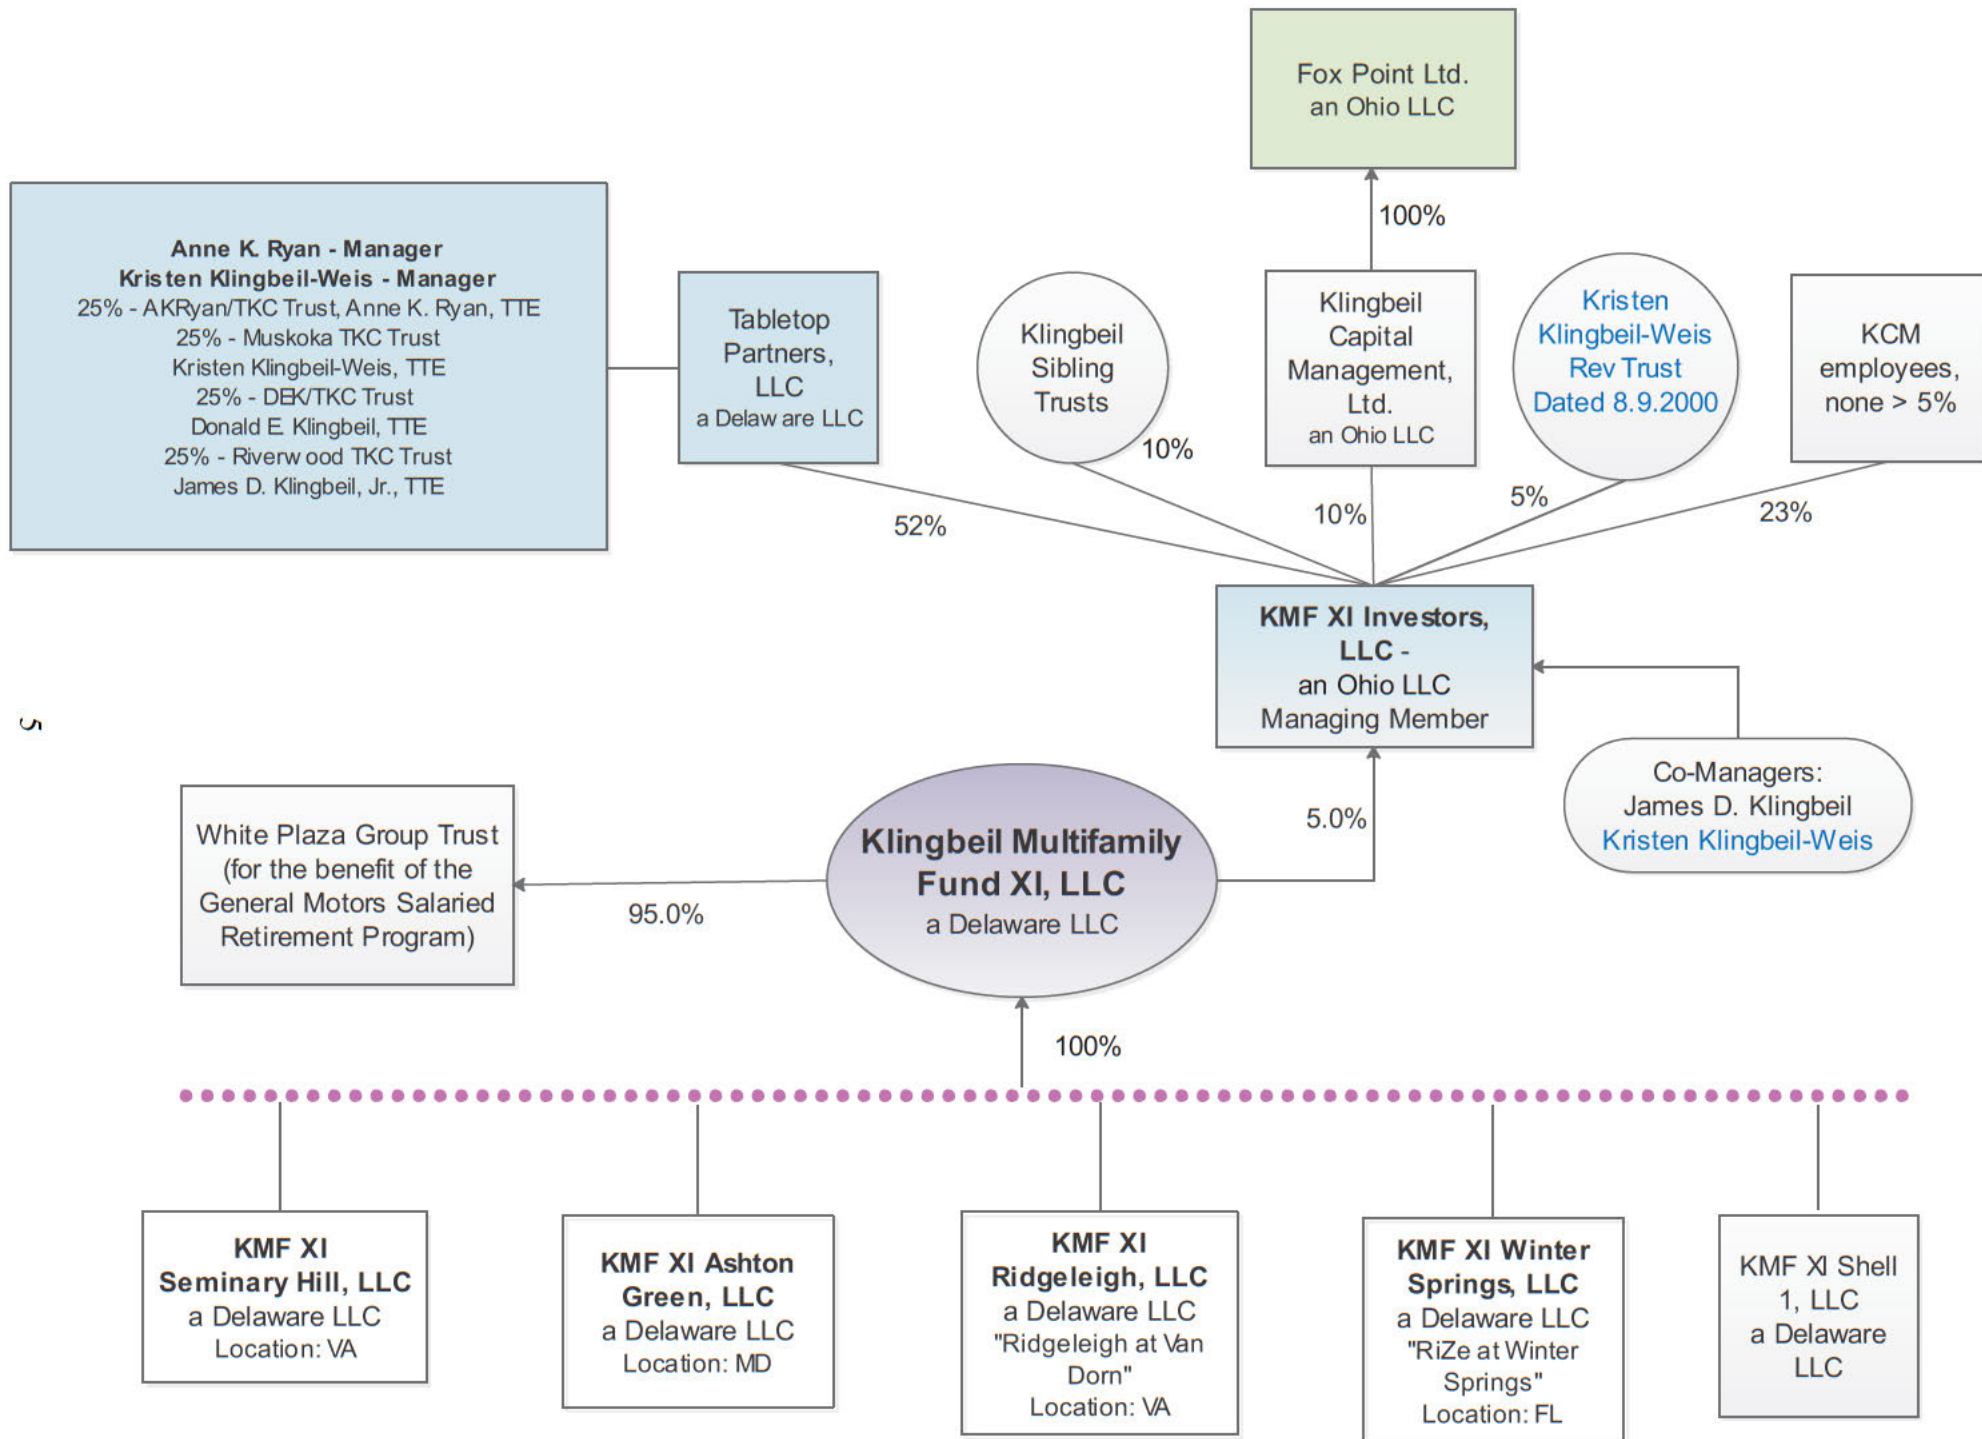 Fox Point Ltd.
an Ohio LLC
100%
Anne K. Ryan - Manager
Kristen Klingbeil-Weis - Manager
25% - AKRyan/TKC Trust, Anne K. Ryan, TTE
25% - Muskoka TKC Trust
Kristen Klingbeil-Weis, TTE
25% - DEK/TKC Trust
Donald E. Klingbeil, TTE
25% - Riverwood TKC Trust
James D. Klingbeil, Jr., TTE
Tabletop
Partners,
LLC
a Delaware LLC
Klingbeil
Sibling
Trusts
Klingbeil
Capital
Management,
Ltd.
an Ohio LLC
Kristen
Klingbeil-Weis
Rev Trust
Dated 8.9.2000
KCM
employees,
none > 5%
52%
10%
10%
5%
23%
KMF XI Investors,
LLC -
an Ohio LLC
Managing Member
Co-Managers:
James D. Klingbeil
Kristen Klingbeil-Weis
5
White Plaza Group Trust
(for the benefit of the
General Motors Salaried
Retirement Program)
95.0%
Klingbeil Multifamily
Fund XI, LLC
a Delaware LLC
5.0%
100%
KMF XI
Seminary Hill, LLC
a Delaware LLC
Location: VA
KMF XI Ashton
Green, LLC
a Delaware LLC
Location: MD
KMF XI
Ridgeleigh, LLC
a Delaware LLC
"Ridgeleigh at Van
Dorn"
Location: VA
KMF XI Winter
Springs, LLC
a Delaware LLC
"RiZe at Winter
Springs"
Location: FL
KMF XI Shell
1, LLC
a Delaware
LLC